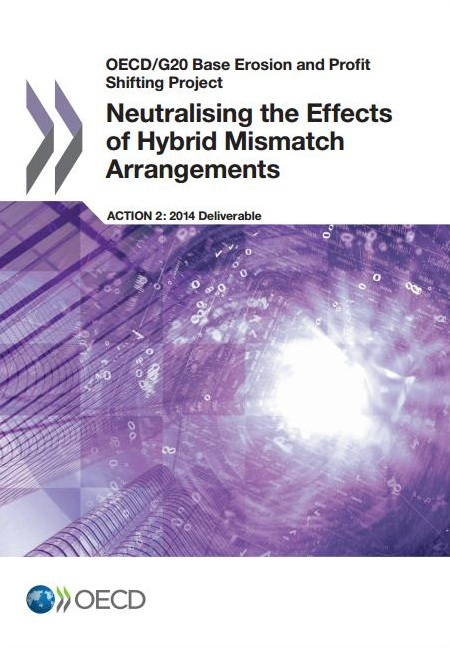 OECD/G20 Base Erosion and Profit
Shifting Project
Neutralising the Effects
of Hybrid Mismatch
Arrangements
ACTION 2: 2014 Deliverable
OECD